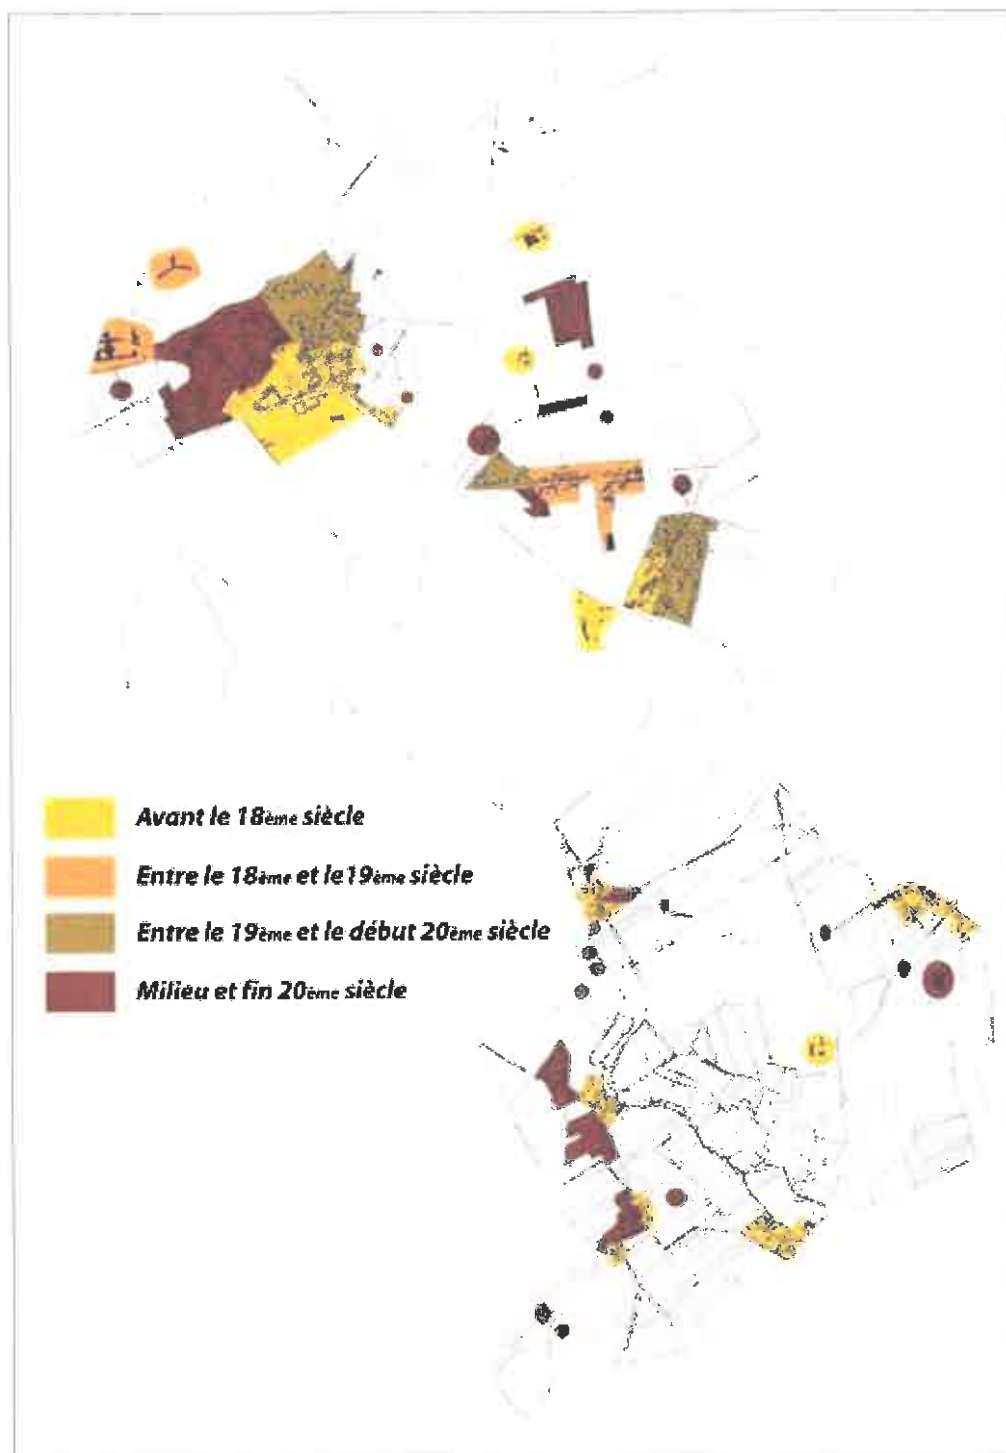 Avant le 18ème siècle
Entre le 18ème et le 19ème siècle
Entre le 19ème et le début 20ème siècle
Milieu et fin 20ème siècle